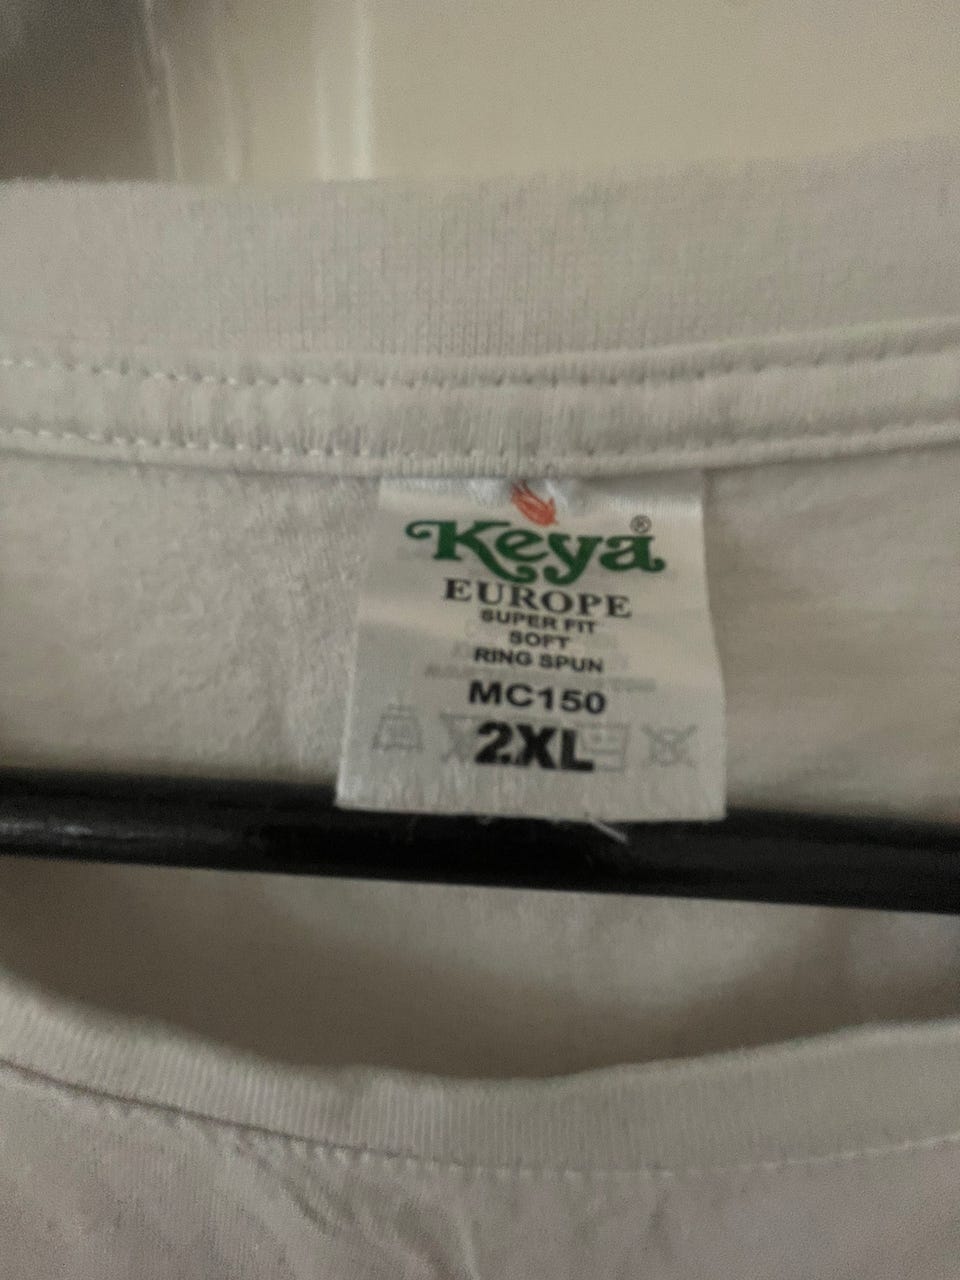 Keya®
EUROPE
SUPER FIT
SOFT
RING SPUN
MC150
2XL